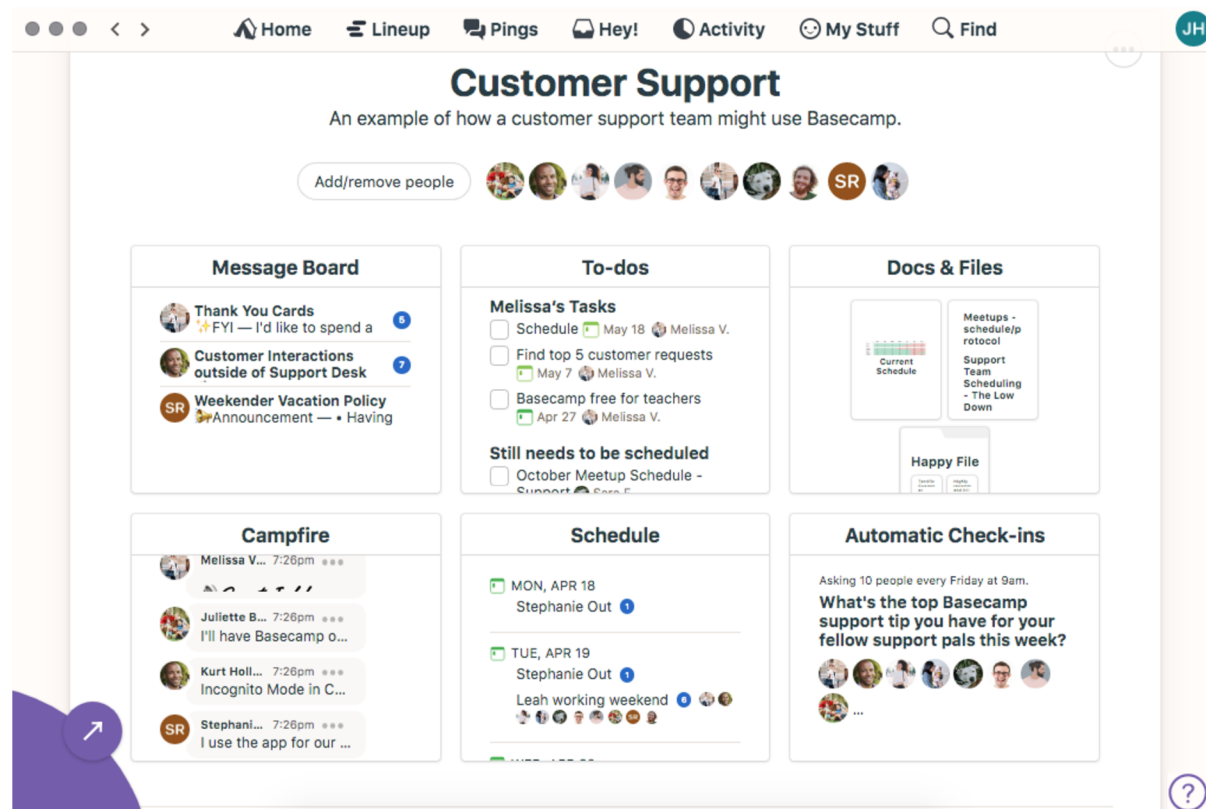 Home Lineup Pings Hey! Activity My Stuff Find JH
Customer Support
An example of how a customer support team might use Basecamp.
Add/remove people SR
Message Board
Thank You Cards
✨FYI — I'd like to spend a
5
Customer Interactions
outside of Support Desk
7
SR
Weekender Vacation Policy
📯Announcement — • Having
To-dos
Melissa's Tasks
Schedule May 18 Melissa V.
Find top 5 customer requests
May 7 Melissa V.
Basecamp free for teachers
Apr 27 Melissa V.
Still needs to be scheduled
October Meetup Schedule -
Support
Docs & Files
Current
Schedule
Meetups -
schedule/p
rotocol
Support
Team
Scheduling
- The Low
Down
Happy File
Campfire
Melissa V... 7:26pm
Juliette B... 7:26pm
I'll have Basecamp o...
Kurt Holl... 7:26pm
Incognito Mode in C...
SR
Stephani... 7:26pm
I use the app for our ...
Schedule
MON, APR 18
Stephanie Out 1
TUE, APR 19
Stephanie Out 1
Leah working weekend 6
SR
Automatic Check-ins
Asking 10 people every Friday at 9am.
What's the top Basecamp
support tip you have for your
fellow support pals this week?
...
?